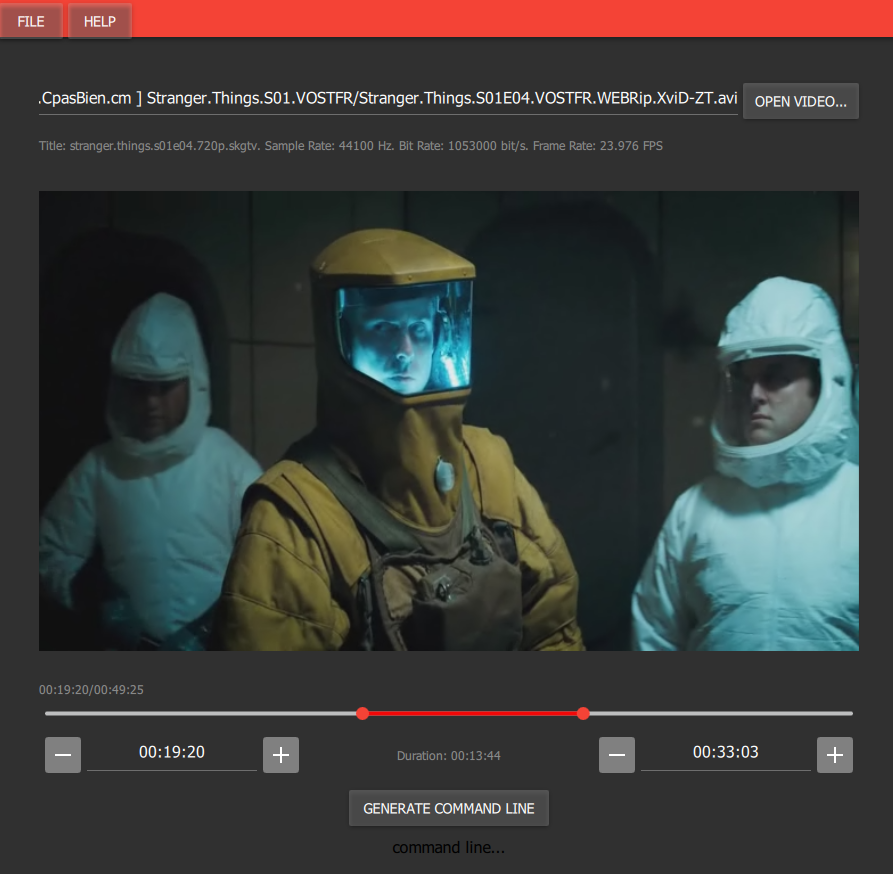 FILE HELP
.CpasBien.cm ] Stranger.Things.S01.VOSTFR/Stranger.Things.S01E04.VOSTFR.WEBRip.XviD-ZT.avi OPEN VIDEO...
Title: stranger.things.s01e04.720p.skgtv. Sample Rate: 44100 Hz. Bit Rate: 1053000 bit/s. Frame Rate: 23.976 FPS
00:19:20/00:49:25
00:19:20 Duration: 00:13:44 00:33:03
GENERATE COMMAND LINE
command line...